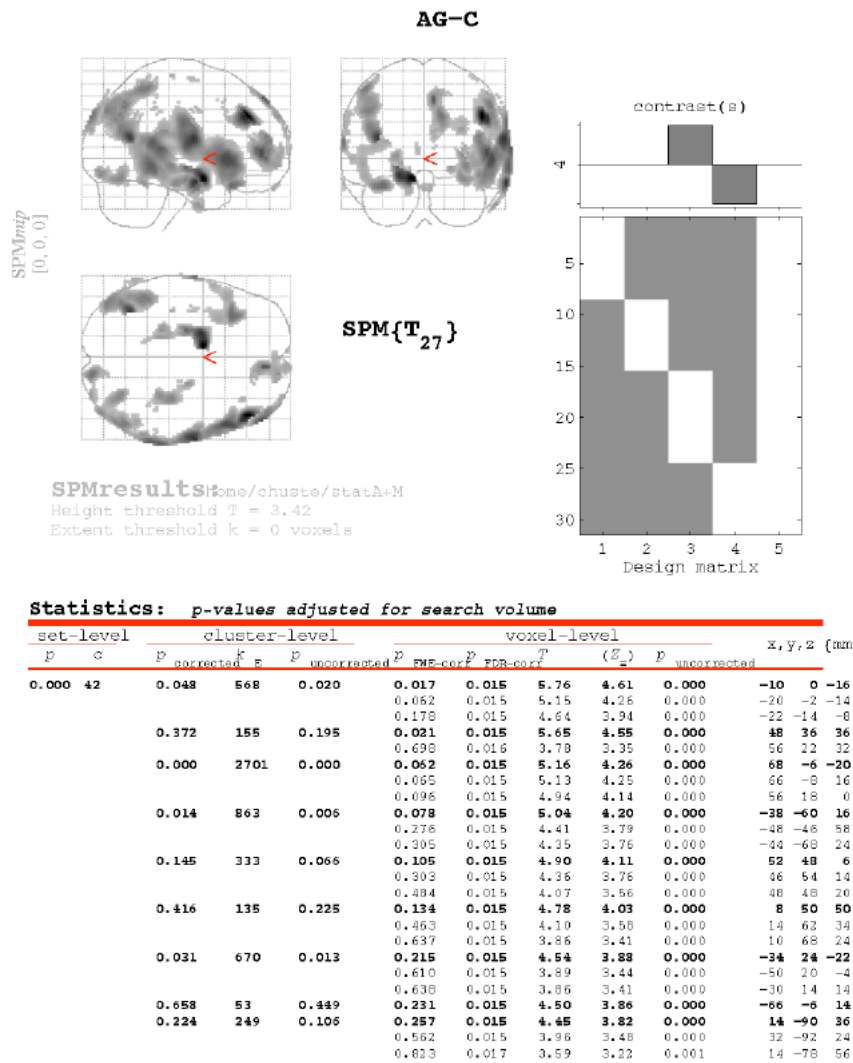 AG-C
contrast(s)
4
SPMmip
[0, 0, 0]
<
<
<
SPM{T27}
5
10
15
20
25
30
1 2 3 4 5
Design matrix
SPMresults: Home/chuste/statA+M
Height threshold T = 3.42
Extent threshold k = 0 voxels
Statistics: p-values adjusted for search volume
set-level cluster-level voxel-level x,y,z {mm
p c p corrected k E p uncorrected p FWE-corr p FDR-corr T (Z≡) p uncorrected
0.000 42 0.048 568 0.020 0.017 0.015 5.76 4.61 0.000 -10 0 -16
0.062 0.015 5.15 4.26 0.000 -20 -2 -14
0.178 0.015 4.64 3.94 0.000 -22 -14 -8
0.372 155 0.195 0.021 0.015 5.65 4.55 0.000 48 36 36
0.698 0.016 3.78 3.35 0.000 56 22 32
0.000 2701 0.000 0.062 0.015 5.16 4.26 0.000 68 -6 -20
0.065 0.015 5.13 4.25 0.000 66 -8 16
0.096 0.015 4.94 4.14 0.000 56 18 0
0.014 863 0.006 0.078 0.015 5.04 4.20 0.000 -38 -60 16
0.276 0.015 4.41 3.79 0.000 -48 -46 58
0.305 0.015 4.35 3.76 0.000 -44 -68 24
0.145 333 0.066 0.105 0.015 4.90 4.11 0.000 52 48 6
0.303 0.015 4.36 3.76 0.000 46 54 14
0.484 0.015 4.07 3.56 0.000 48 48 20
0.416 135 0.225 0.134 0.015 4.78 4.03 0.000 8 50 50
0.463 0.015 4.10 3.58 0.000 14 62 34
0.637 0.015 3.86 3.41 0.000 10 68 24
0.031 670 0.013 0.215 0.015 4.54 3.88 0.000 -34 24 -22
0.610 0.015 3.89 3.44 0.000 -50 20 -4
0.638 0.015 3.86 3.41 0.000 -30 14 14
0.658 53 0.449 0.231 0.015 4.50 3.86 0.000 -66 -6 14
0.224 249 0.106 0.257 0.015 4.45 3.82 0.000 14 -90 36
0.562 0.015 3.96 3.48 0.000 32 -92 24
0.823 0.017 3.59 3.22 0.001 14 -78 56